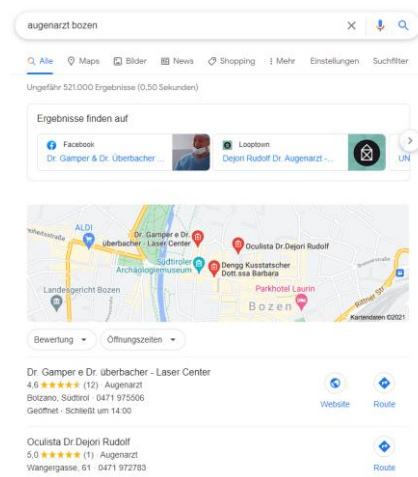 augenarzt bozen
Alle Maps Bilder News Shopping Mehr Einstellungen Suchfilter
Ungefähr 521.000 Ergebnisse (0,50 Sekunden)
Ergebnisse finden auf
Facebook
Dr. Gamper & Dr. Überbacher ...
Looptown
Dejori Rudolf Dr. Augenarzt -...
UN
ALDI
Dr. Gamper e Dr.
überbacher - Laser Center
Oculista Dr.Dejori Rudolf
Südtiroler
Archäologiemuseum
Dengg Kusstatscher
Dott.ssa Barbara
Landesgericht Bozen
Parkhotel Laurin
Bozen
Rittner Str.
Kartendaten ©2021
Bewertung
Öffnungszeiten
Dr. Gamper e Dr. überbacher - Laser Center
4,6 ★★★★★ (12) · Augenarzt
Bolzano, Südtirol · 0471 975506
Geöffnet · Schließt um 14:00
Website
Route
Oculista Dr.Dejori Rudolf
5,0 ★★★★★ (1) · Augenarzt
Wangergasse, 61 · 0471 972783
Route